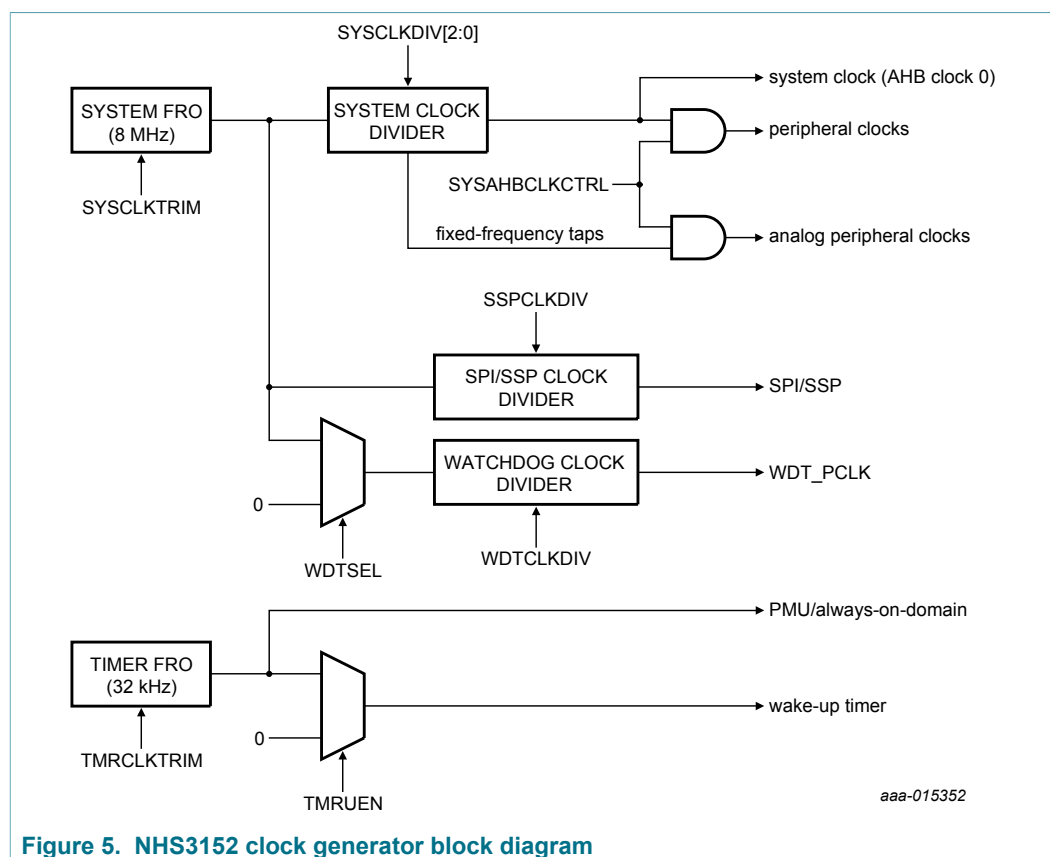 SYSCLKDIV[2:0]
system clock (AHB clock 0)
SYSTEM FRO
(8 MHz)
SYSTEM CLOCK
DIVIDER
peripheral clocks
SYSAHBCLKCTRL
SYSCLKTRIM
fixed-frequency taps
analog peripheral clocks
SSPCLKDIV
SPI/SSP CLOCK
DIVIDER
SPI/SSP
WATCHDOG CLOCK
DIVIDER
WDT_PCLK
0
WDTSEL
WDTCLKDIV
PMU/always-on-domain
TIMER FRO
(32 kHz)
wake-up timer
0
TMRCLKTRIM
TMRUEN
aaa-015352
Figure 5. NHS3152 clock generator block diagram